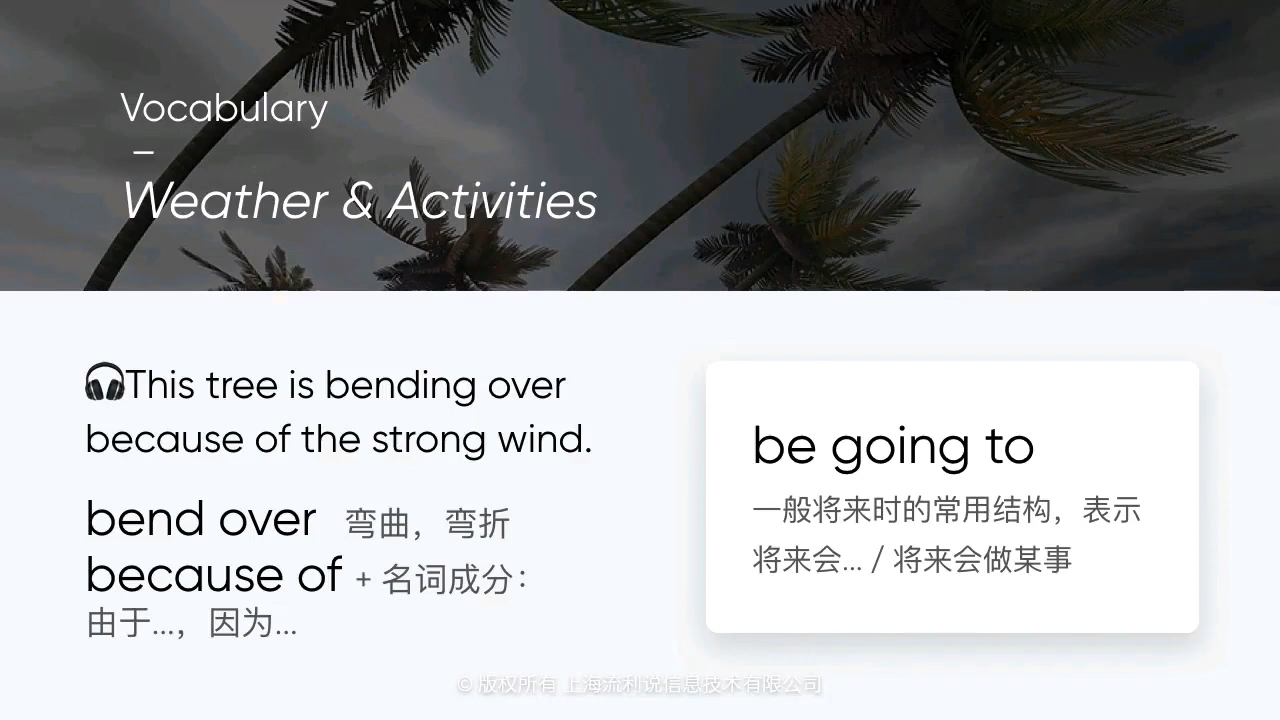 Vocabulary
–
Weather & Activities
This tree is bending over
because of the strong wind.
bend over 弯曲，弯折
because of + 名词成分：
由于...，因为...
be going to
一般将来时的常用结构，表示
将来会... / 将来会做某事
© 版权所有 上海流利说信息技术有限公司